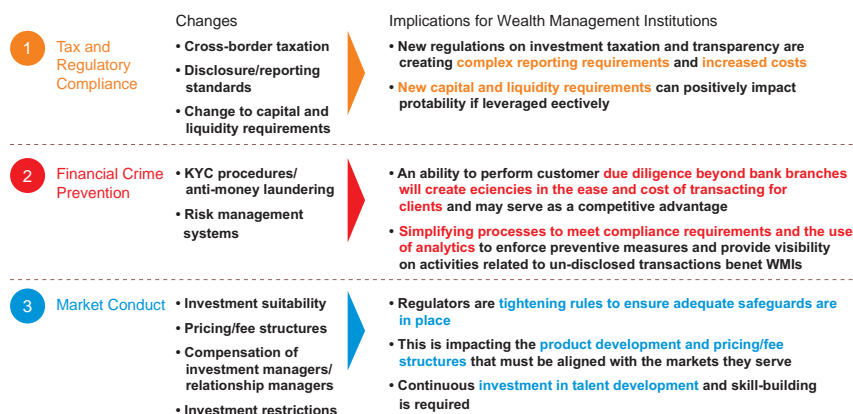 Changes
Implications for Wealth Management Institutions
1
Tax and
Regulatory
Compliance
• Cross-border taxation
• Disclosure/reporting
standards
• Change to capital and
liquidity requirements
• New regulations on investment taxation and transparency are
creating complex reporting requirements and increased costs
• New capital and liquidity requirements can positively impact
protability if leveraged eectively
2
Financial Crime
Prevention
• KYC procedures/
anti-money laundering
• Risk management
systems
• An ability to perform customer due diligence beyond bank branches
will create eciencies in the ease and cost of transacting for
clients and may serve as a competitive advantage
• Simplifying processes to meet compliance requirements and the use
of analytics to enforce preventive measures and provide visibility
on activities related to un-disclosed transactions benet WMIs
3
Market Conduct
• Investment suitability
• Pricing/fee structures
• Compensation of
investment managers/
relationship managers
• Investment restrictions
• Regulators are tightening rules to ensure adequate safeguards are
in place
• This is impacting the product development and pricing/fee
structures that must be aligned with the markets they serve
• Continuous investment in talent development and skill-building
is required